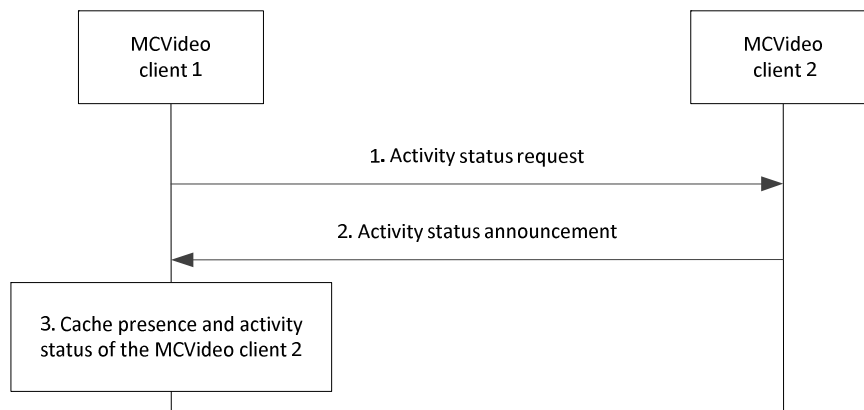 MCVideo
client 1
MCVideo
client 2
1. Activity status request
2. Activity status announcement
3. Cache presence and activity
status of the MCVideo client 2